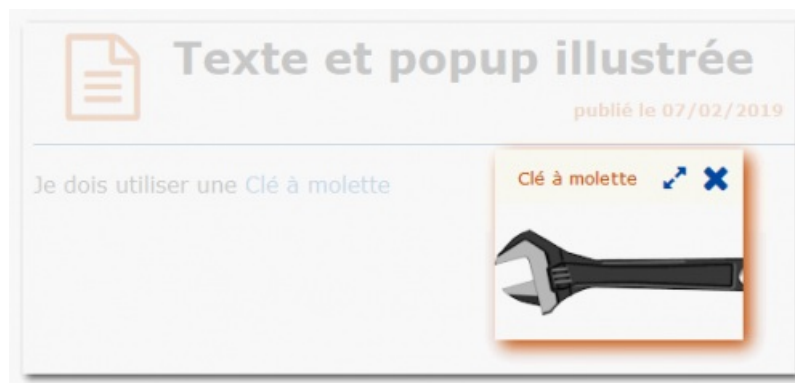 Texte et popup illustrée
publié le 07/02/2019
Je dois utiliser une Clé à molette
Clé à molette